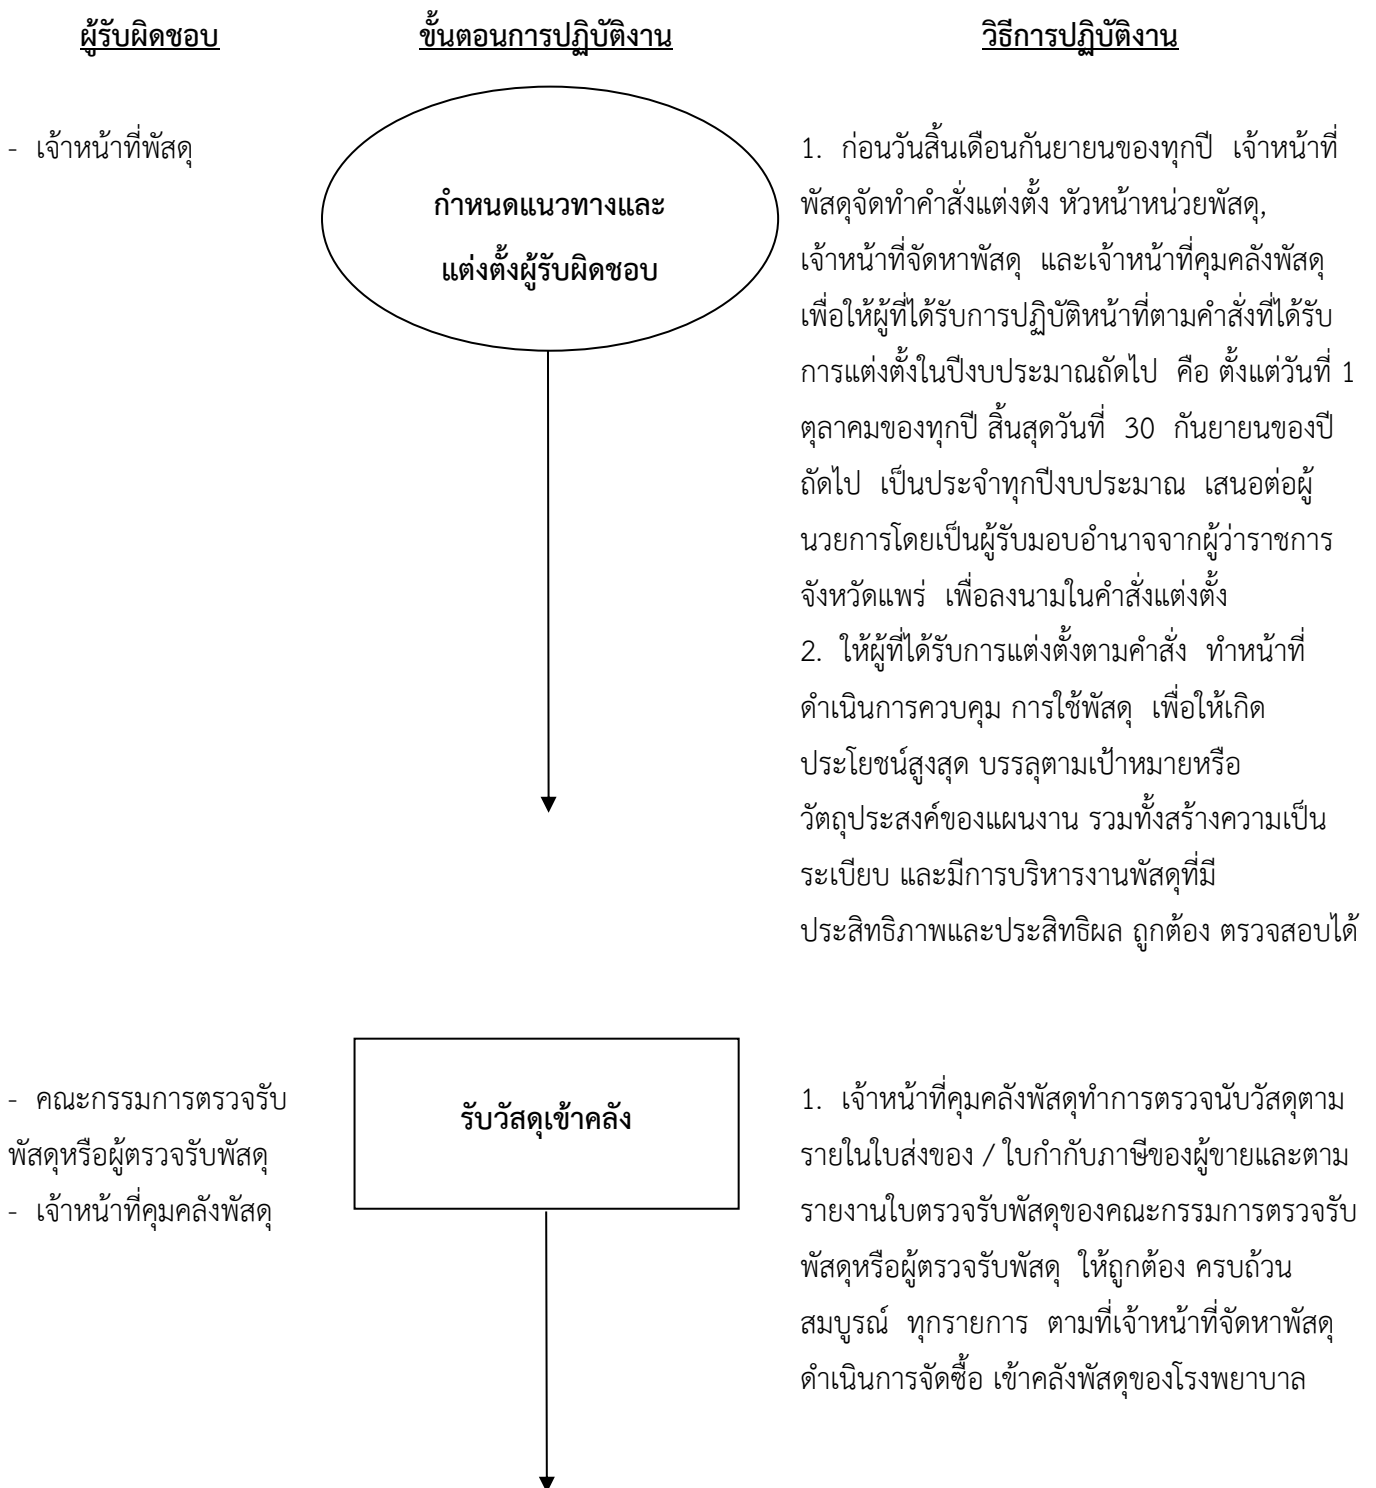 ผู้รับผิดชอบ ขั้นตอนการปฏิบัติงาน วิธีการปฏิบัติงาน
- เจ้าหน้าที่พัสดุ
กำหนดแนวทางและ
แต่งตั้งผู้รับผิดชอบ
1. ก่อนวันสิ้นเดือนกันยายนของทุกปี เจ้าหน้าที่
พัสดุจัดทำคำสั่งแต่งตั้ง หัวหน้าหน่วยพัสดุ,
เจ้าหน้าที่จัดหาพัสดุ และเจ้าหน้าที่คุมคลังพัสดุ
เพื่อให้ผู้ที่ได้รับการปฏิบัติหน้าที่ตามคำสั่งที่ได้รับ
การแต่งตั้งในปีงบประมาณถัดไป คือ ตั้งแต่วันที่ 1
ตุลาคมของทุกปี สิ้นสุดวันที่ 30 กันยายนของปี
ถัดไป เป็นประจำทุกปีงบประมาณ เสนอต่อผู้
นวยการโดยเป็นผู้รับมอบอำนาจจากผู้ว่าราชการ
จังหวัดแพร่ เพื่อลงนามในคำสั่งแต่งตั้ง
2. ให้ผู้ที่ได้รับการแต่งตั้งตามคำสั่ง ทำหน้าที่
ดำเนินการควบคุม การใช้พัสดุ เพื่อให้เกิด
ประโยชน์สูงสุด บรรลุตามเป้าหมายหรือ
วัตถุประสงค์ของแผนงาน รวมทั้งสร้างความเป็น
ระเบียบ และมีการบริหารงานพัสดุที่มี
ประสิทธิภาพและประสิทธิผล ถูกต้อง ตรวจสอบได้
- คณะกรรมการตรวจรับ
พัสดุหรือผู้ตรวจรับพัสดุ
- เจ้าหน้าที่คุมคลังพัสดุ
รับวัสดุเข้าคลัง
1. เจ้าหน้าที่คุมคลังพัสดุทำการตรวจนับวัสดุตาม
รายในใบส่งของ / ใบกำกับภาษีของผู้ขายและตาม
รายงานใบตรวจรับพัสดุของคณะกรรมการตรวจรับ
พัสดุหรือผู้ตรวจรับพัสดุ ให้ถูกต้อง ครบถ้วน
สมบูรณ์ ทุกรายการ ตามที่เจ้าหน้าที่จัดหาพัสดุ
ดำเนินการจัดซื้อ เข้าคลังพัสดุของโรงพยาบาล